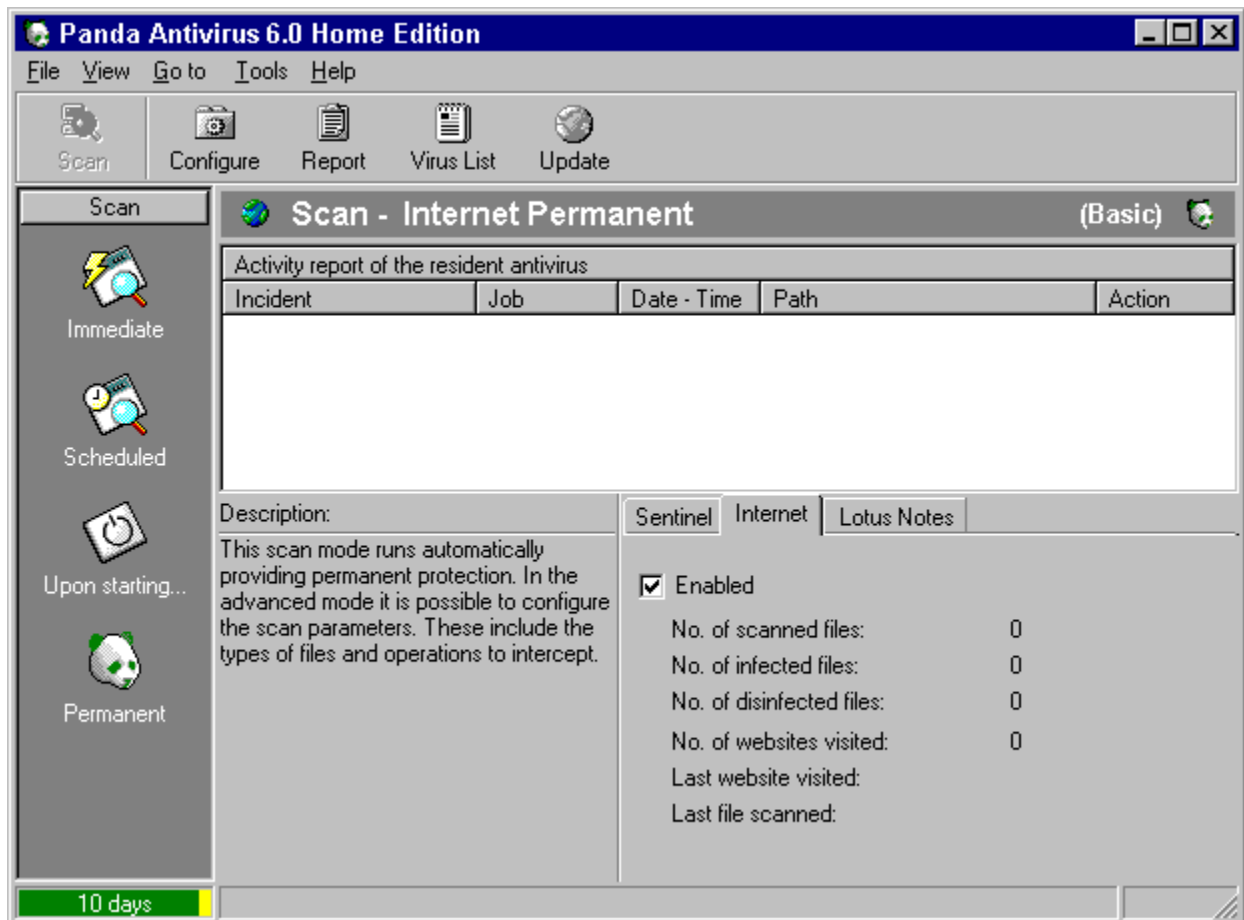 Panda Antivirus 6.0 Home Edition
File View Go to Tools Help
Scan Configure Report Virus List Update
Scan
Immediate
Scheduled
Upon starting...
Permanent
Scan - Internet Permanent (Basic)
Activity report of the resident antivirus
Incident Job Date - Time Path Action
Description:
This scan mode runs automatically
providing permanent protection. In the
advanced mode it is possible to configure
the scan parameters. These include the
types of files and operations to intercept.
Sentinel Internet Lotus Notes
Enabled
No. of scanned files: 0
No. of infected files: 0
No. of disinfected files: 0
No. of websites visited: 0
Last website visited:
Last file scanned:
10 days